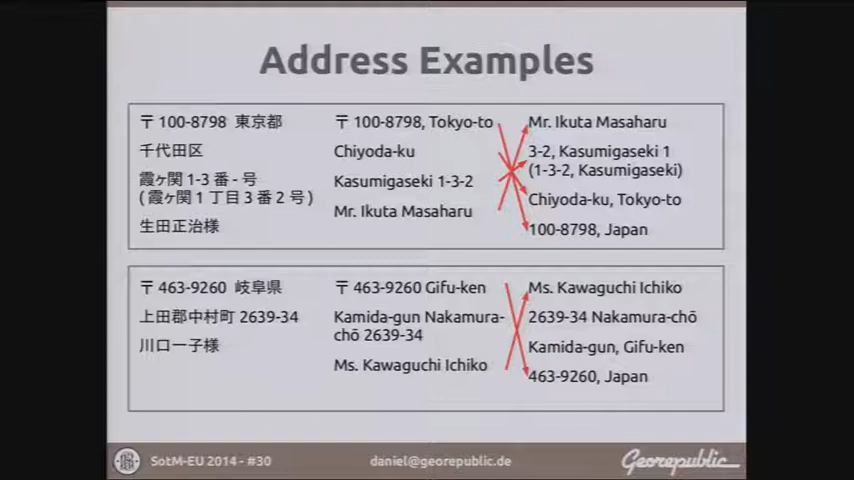 Address Examples
〒100-8798 東京都
千代田区
霞ヶ関 1-3 番 - 号
( 霞ヶ関 1 丁目 3 番 2 号 )
生田正治様
〒100-8798, Tokyo-to
Chiyoda-ku
Kasumigaseki 1-3-2
Mr. Ikuta Masaharu
Mr. Ikuta Masaharu
3-2, Kasumigaseki 1
(1-3-2, Kasumigaseki)
Chiyoda-ku, Tokyo-to
100-8798, Japan
〒463-9260 岐阜県
上田郡中村町 2639-34
川口一子様
〒463-9260 Gifu-ken
Kamida-gun Nakamura-
chō 2639-34
Ms. Kawaguchi Ichiko
Ms. Kawaguchi Ichiko
2639-34 Nakamura-chō
Kamida-gun, Gifu-ken
463-9260, Japan
SotM-EU 2014 - #30
daniel@georepublic.de
Georepublic